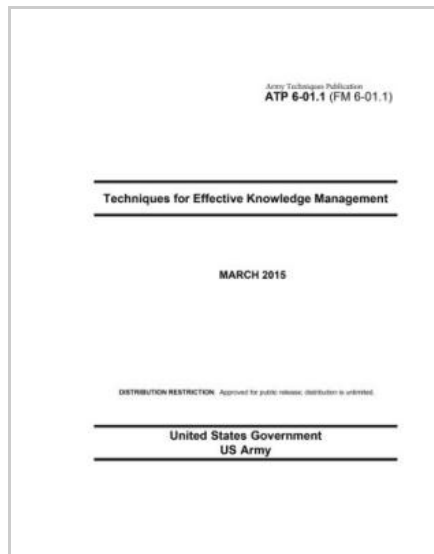 Army Techniques Publication
ATP 6-01.1 (FM 6-01.1)
Techniques for Effective Knowledge Management
MARCH 2015
DISTRIBUTION RESTRICTION. Approved for public release; distribution is unlimited.
United States Government
US Army